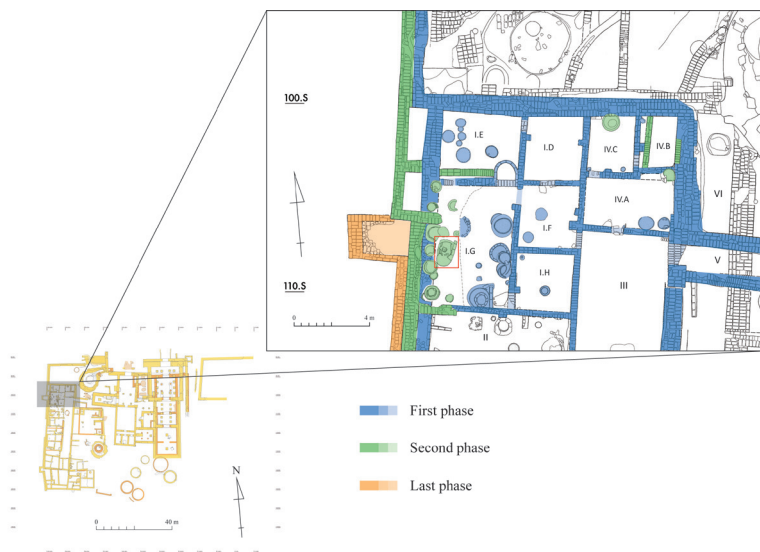 100.S
I.E
I.D
IV.C
IV.B
IV.A
VI
I.F
I.G
V
I.H
III
110.S
0 4 m
II
First phase
Second phase
Last phase
N
0 40 m